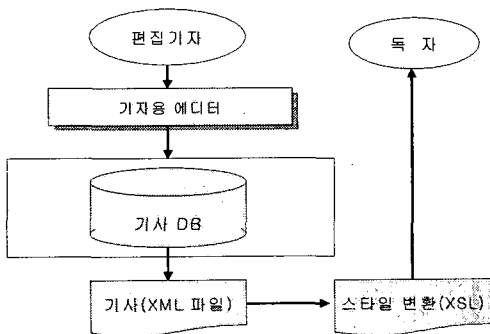 편집기자
독 자
기자용 에디터
기사 DB
기사(XML 파일)
스타일 변환(XSL)